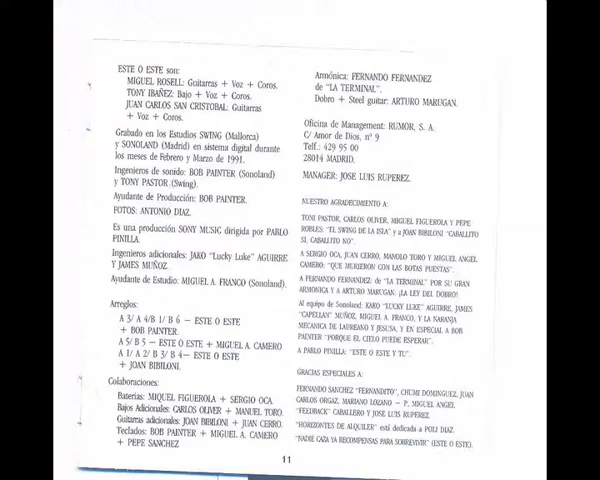 ESTE O ESTE son:
MIGUEL ROSELL: Guitarras + Voz + Coros.
TONY IBAÑEZ: Bajo + Voz + Coros.
JUAN CARLOS SAN CRISTOBAL: Guitarras
+ Voz + Coros.
Grabado en los Estudios SWING (Mallorca)
y SONOLAND (Madrid) en sistema digital durante
los meses de Febrero y Marzo de 1991.
Ingenieros de sonido: BOB PAINTER (Sonoland)
y TONY PASTOR (Swing).
Ayudante de Producción: BOB PAINTER.
FOTOS: ANTONIO DIAZ.
Es una producción SONY MUSIC dirigida por PABLO
PINILLA.
Ingenieros adicionales: JAKO "Lucky Luke" AGUIRRE
Y JAMES MUÑOZ.
Ayudante de Estudio: MIGUEL A. FRANCO (Sonoland).
Arreglos:
A 3/ A 4/B 1/ B 6 – ESTE O ESTE
+ BOB PAINTER.
A 5/ B 5 – ESTE O ESTE + MIGUEL A. CAMERO
A 1/ A 2/ B 3/ B 4– ESTE O ESTE
+ JOAN BIBILONI.
Colaboraciones:
Baterias: MIQUEL FIGUEROLA + SERGIO OCA.
Bajos Adicionales: CARLOS OLIVER + MANUEL TORO.
Guitarras adicionales: JOAN BIBILONI + JUAN CERRO.
Teclados: BOB PAINTER + MIGUEL A. CAMERO
+ PEPE SANCHEZ
Armónica: FERNANDO FERNANDEZ
de "LA TERMINAL".
Dobro + Steel guitar: ARTURO MARUGAN.
Oficina de Management: RUMOR, S. A.
C/ Amor de Dios, nº 9
Telf.: 429 95 00
28014 MADRID.
MANAGER: JOSE LUIS RUPEREZ.
NUESTRO AGRADECIMIENTO A:
TONI PASTOR, CARLOS OLIVER, MIGUEL FIGUEROLA Y PEPE
ROBLES: "EL SWING DE LA ISLA" y a JOAN BIBILONI "CABALLITO
SI, CABALLITO NO".
A SERGIO OCA, JUAN CERRO, MANOLO TORO Y MIGUEL ANGEL
CAMERO; "QUE MURIERON CON LAS BOTAS PUESTAS".
A FERNANDO FERNANDEZ: de "LA TERMINAL" POR SU GRAN
ARMONICA Y A ARTURO MARUGAN: ¡LA LEY DEL DOBRO!
Al equipo de Sonoland: KAKO "LUCKY LUKE" AGUIRRE, JAMES
"CAPELLAN" MUÑOZ, MIGUEL A. FRANCO, Y LA NARANJA
MECANICA DE LAUREANO Y JESUSA, Y EN ESPECIAL A BOB
PAINTER "PORQUE EL CIELO PUEDE ESPERAR".
A PABLO PINILLA: "ESTE O ESTE Y TU".
GRACIAS ESPECIALES A:
FERNANDO SANCHEZ "FERNANDITO", CHUMI DOMINGUEZ, JUAN
CARLOS ORGAZ, MARIANO LOZANO – P, MIGUEL ANGEL
"FEEDBACK" CABALLERO Y JOSE LUIS RUPEREZ.
"HORIZONTES DE ALQUILER" está dedicada a POLI DIAZ.
"NADIE CAZA YA RECOMPENSAS PARA SOBREVIVIR" (ESTE O ESTE).
11